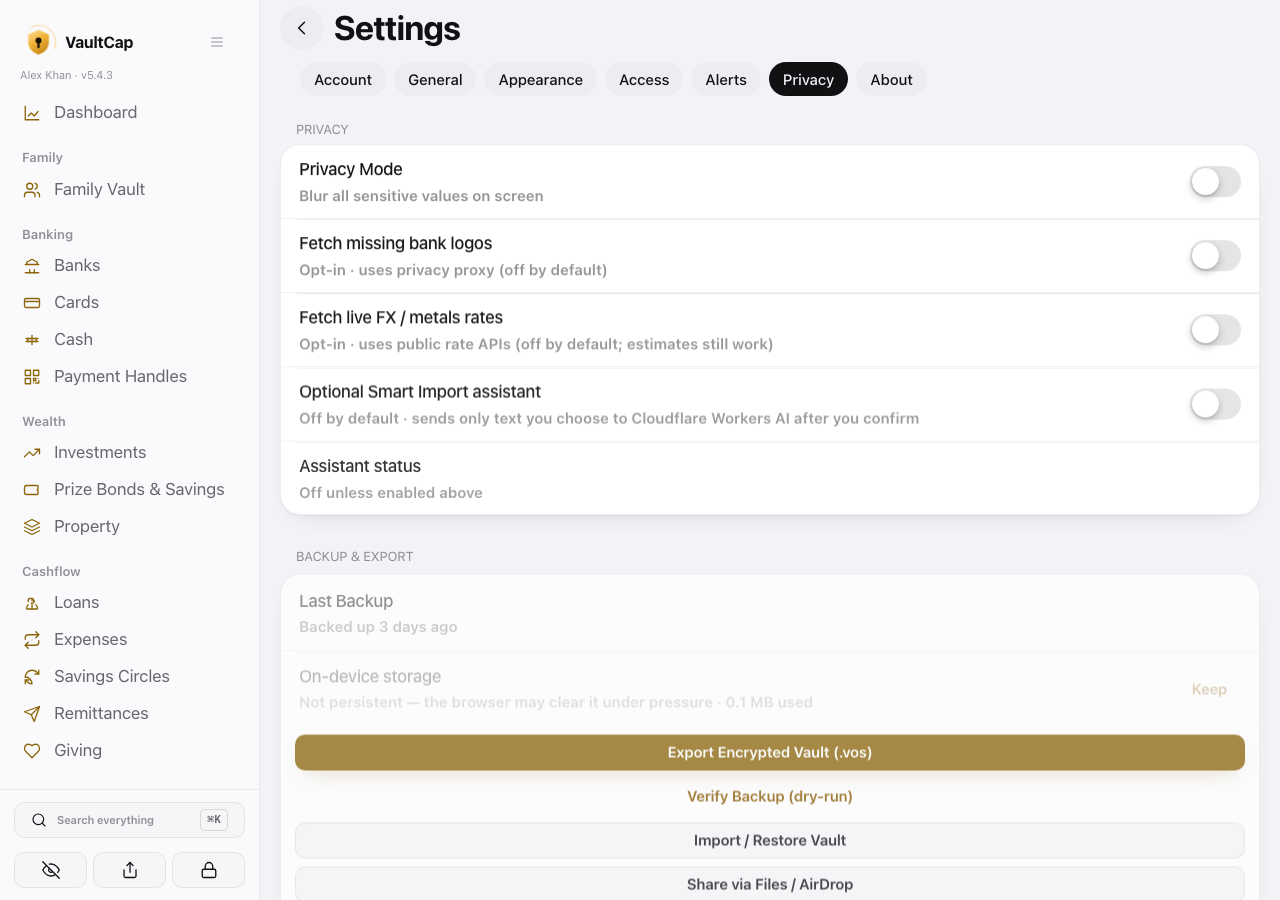 VaultCap
Alex Khan · v5.4.3
Dashboard
Family
Family Vault
Banking
Banks
Cards
Cash
Payment Handles
Wealth
Investments
Prize Bonds & Savings
Property
Cashflow
Loans
Expenses
Savings Circles
Remittances
Giving
Search everything ⌘K
Settings
Account General Appearance Access Alerts Privacy About
PRIVACY
Privacy Mode
Blur all sensitive values on screen
Fetch missing bank logos
Opt-in · uses privacy proxy (off by default)
Fetch live FX / metals rates
Opt-in · uses public rate APIs (off by default; estimates still work)
Optional Smart Import assistant
Off by default · sends only text you choose to Cloudflare Workers AI after you confirm
Assistant status
Off unless enabled above
BACKUP & EXPORT
Last Backup
Backed up 3 days ago
On-device storage
Not persistent — the browser may clear it under pressure · 0.1 MB used
Keep
Export Encrypted Vault (.vos)
Verify Backup (dry-run)
Import / Restore Vault
Share via Files / AirDrop